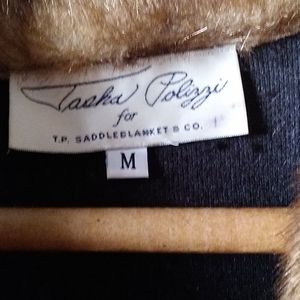 Tasha Polizzi
for
T.P. SADDLEBLANKET & CO.
M